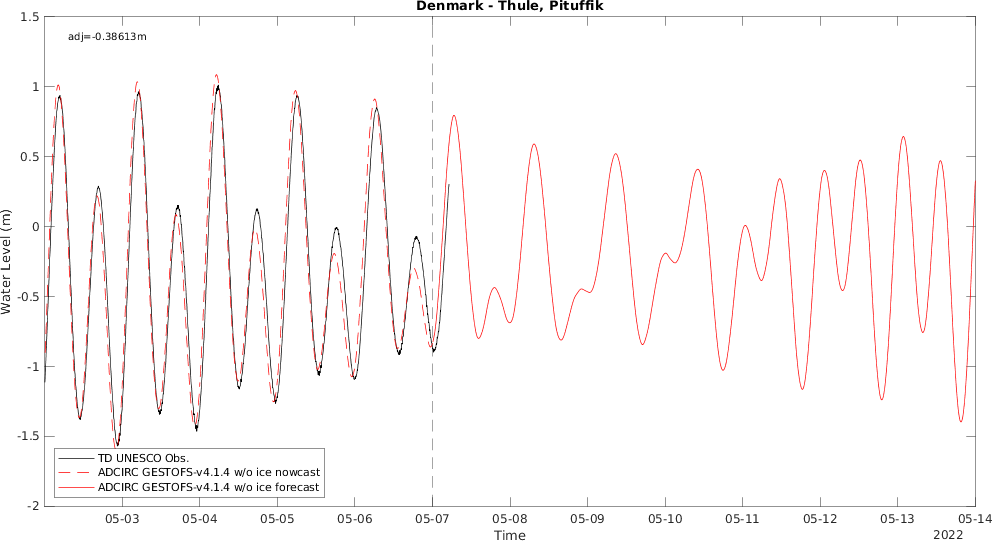 Denmark - Thule, Pituffik
adj=-0.38613m
1.5
1
0.5
0
-0.5
-1
-1.5
-2
Water Level (m)
TD UNESCO Obs.
ADCIRC GESTOFS-v4.1.4 w/o ice nowcast
ADCIRC GESTOFS-v4.1.4 w/o ice forecast
05-03 05-04 05-05 05-06 05-07 05-08 05-09 05-10 05-11 05-12 05-13 05-14
Time
2022